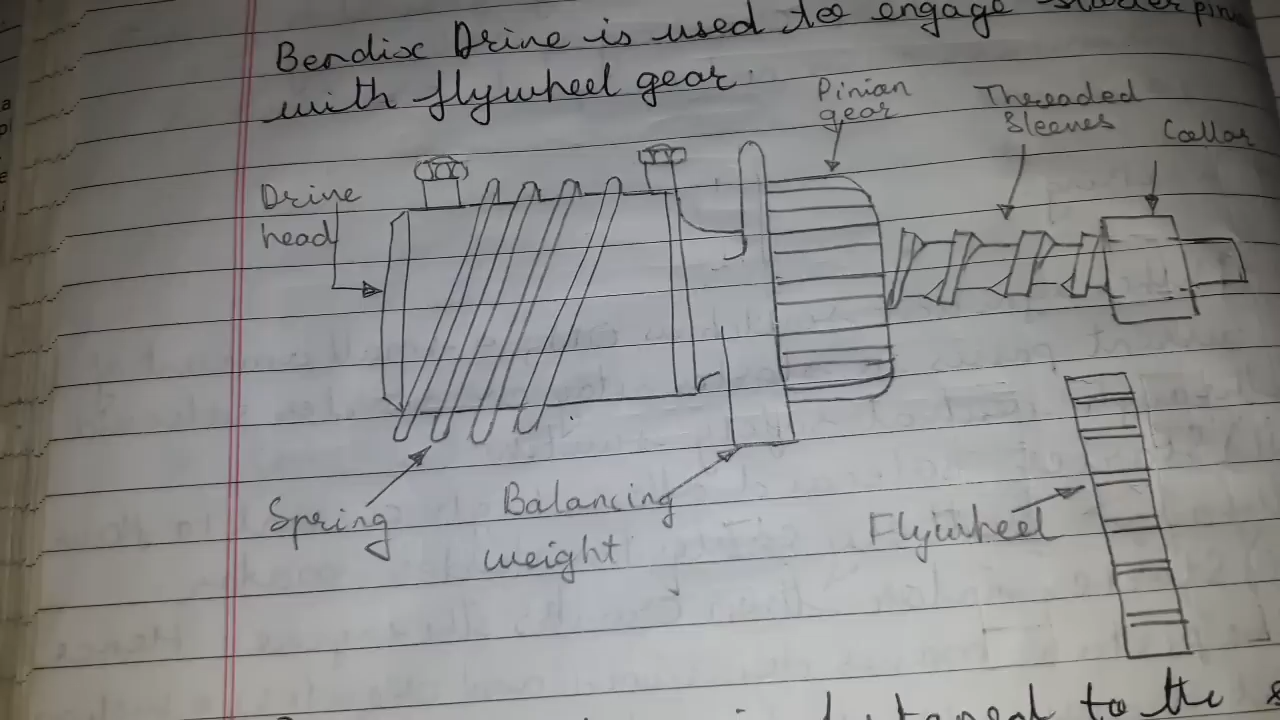 Bendix Drive is used to engage
with flywheel gear.
Pinian
gear
Threaded
Sleeves
Collar
Drive
head
Spring
Balancing
weight
Flywheel
to the